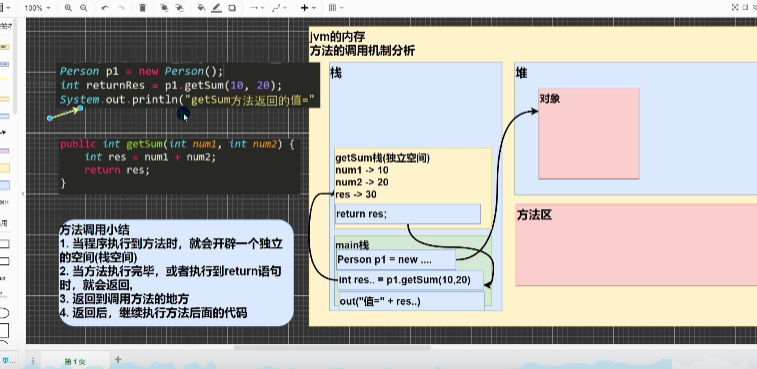 100%
Person p1 = new Person();
int returnRes = p1.getSum(10, 20);
System.out.println("getSum方法返回的值="
public int getSum(int num1, int num2) {
int res = num1 + num2;
return res;
}
方法调用小结
1. 当程序执行到方法时，就会开辟一个独立
的空间(栈空间)
2. 当方法执行完毕，或者执行到return语句
时，就会返回,
3. 返回到调用方法的地方
4. 返回后，继续执行方法后面的代码
jvm的内存
方法的调用机制分析
栈
getSum栈(独立空间)
num1 -> 10
num2 -> 20
res -> 30
return res;
main栈
Person p1 = new ....
int res.. = p1.getSum(10,20)
out("值=" + res..)
堆
对象
方法区
第1页